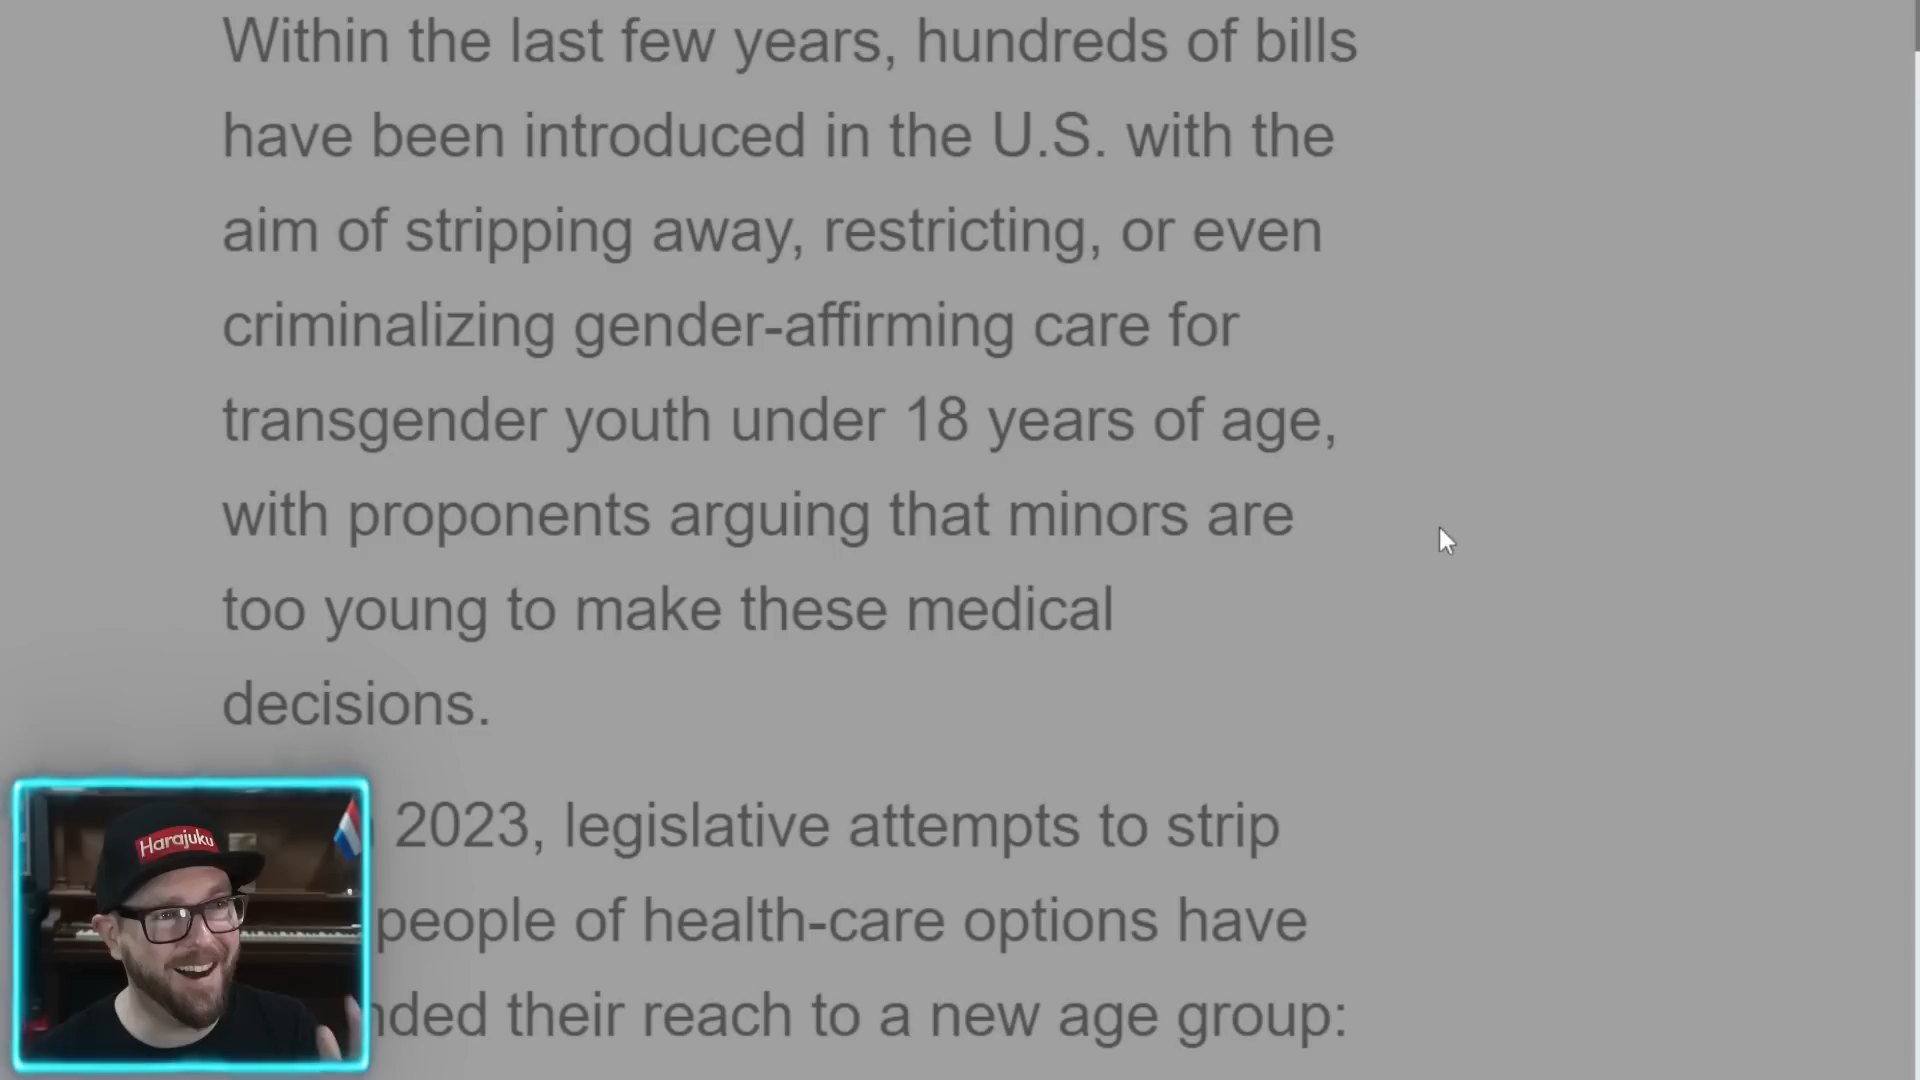 Within the last few years, hundreds of bills
have been introduced in the U.S. with the
aim of stripping away, restricting, or even
criminalizing gender-affirming care for
transgender youth under 18 years of age,
with proponents arguing that minors are
too young to make these medical
decisions.
2023, legislative attempts to strip
people of health-care options have
nded their reach to a new age group:
Harajuku